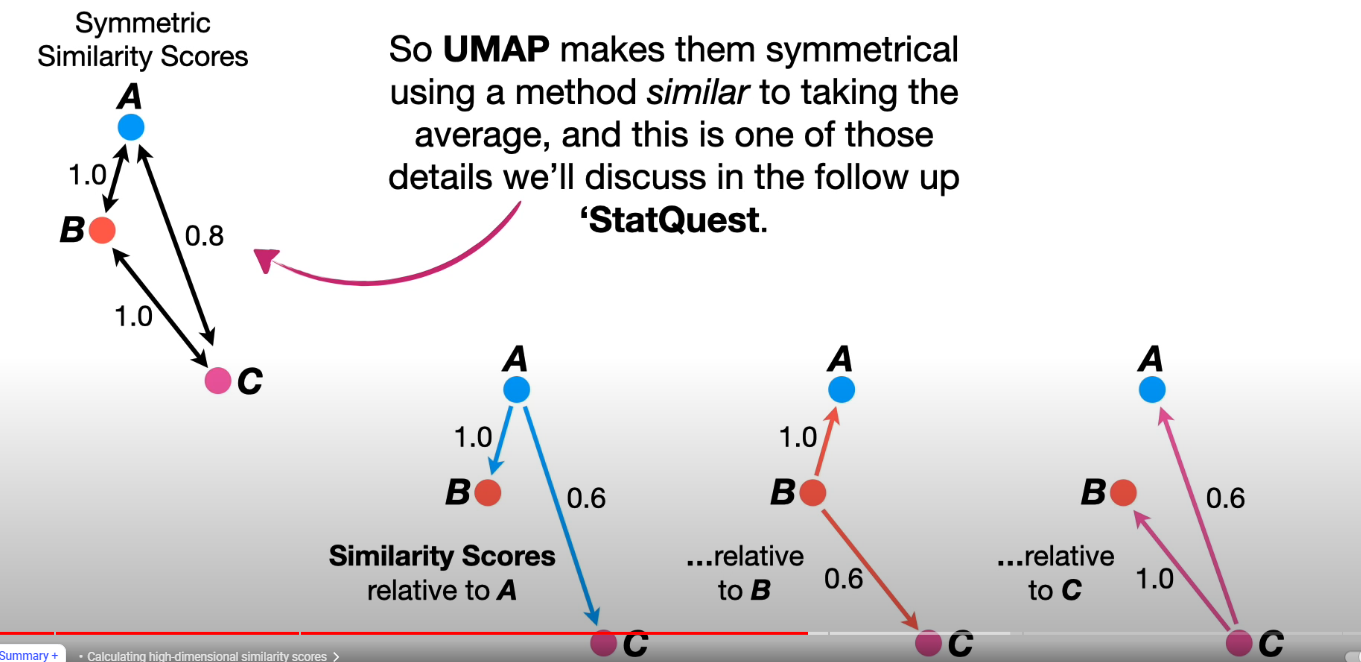 Symmetric
Similarity Scores
A
1.0
B
0.8
1.0
C
So UMAP makes them symmetrical
using a method similar to taking the
average, and this is one of those
details we’ll discuss in the follow up
‘StatQuest.
A
1.0
B
0.6
Similarity Scores
relative to A
C
A
1.0
B
...relative
to B
0.6
C
A
B
0.6
...relative
to C
1.0
C
Summary +
• Calculating high-dimensional similarity scores >